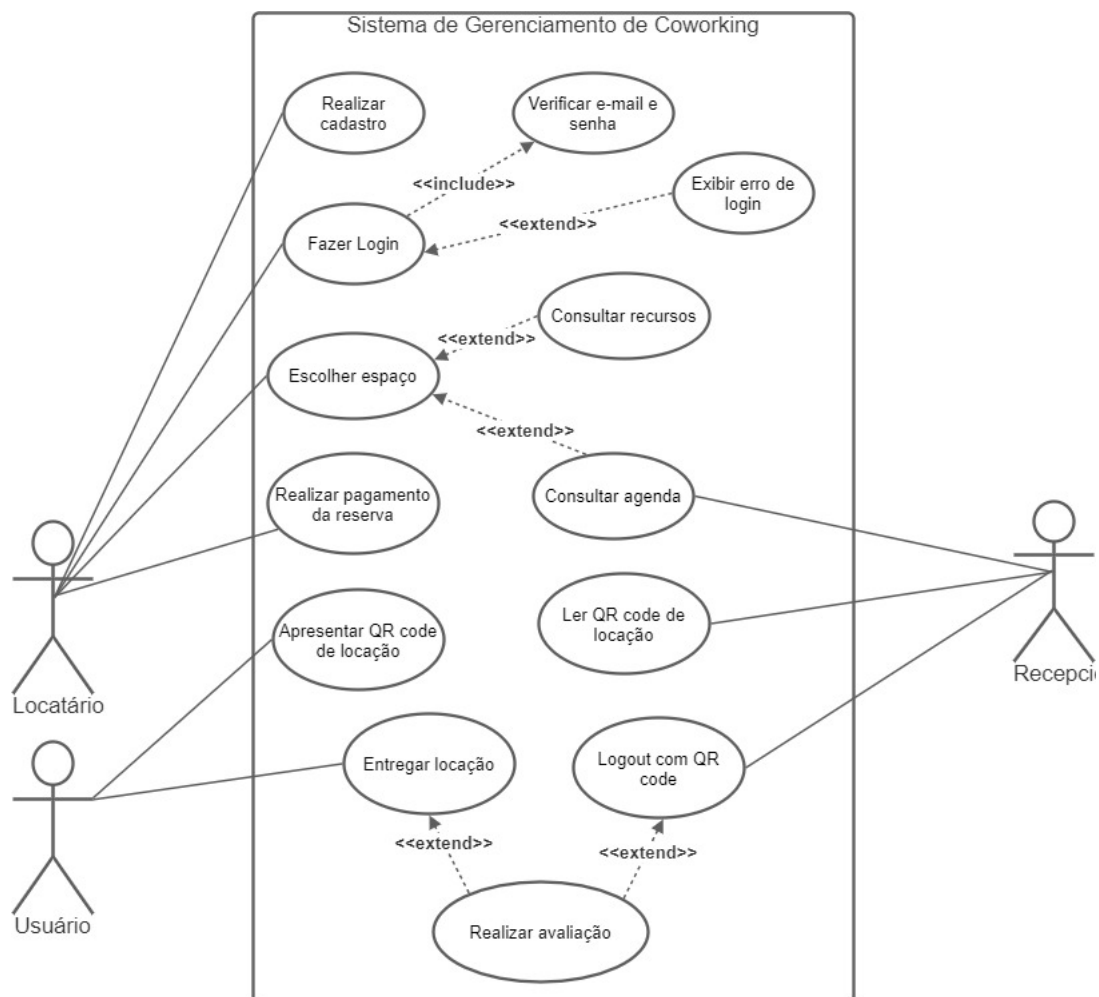 Sistema de Gerenciamento de Coworking
Realizar
cadastro
Verificar e-mail e
senha
<<include>>
Exibir erro de
login
<<extend>>
Fazer Login
Consultar recursos
<<extend>>
Escolher espaço
<<extend>>
Realizar pagamento
da reserva
Consultar agenda
Apresentar QR code
de locação
Ler QR code de
locação
Locatário
Recepci
Entregar locação
Logout com QR
code
<<extend>>
<<extend>>
Usuário
Realizar avaliação